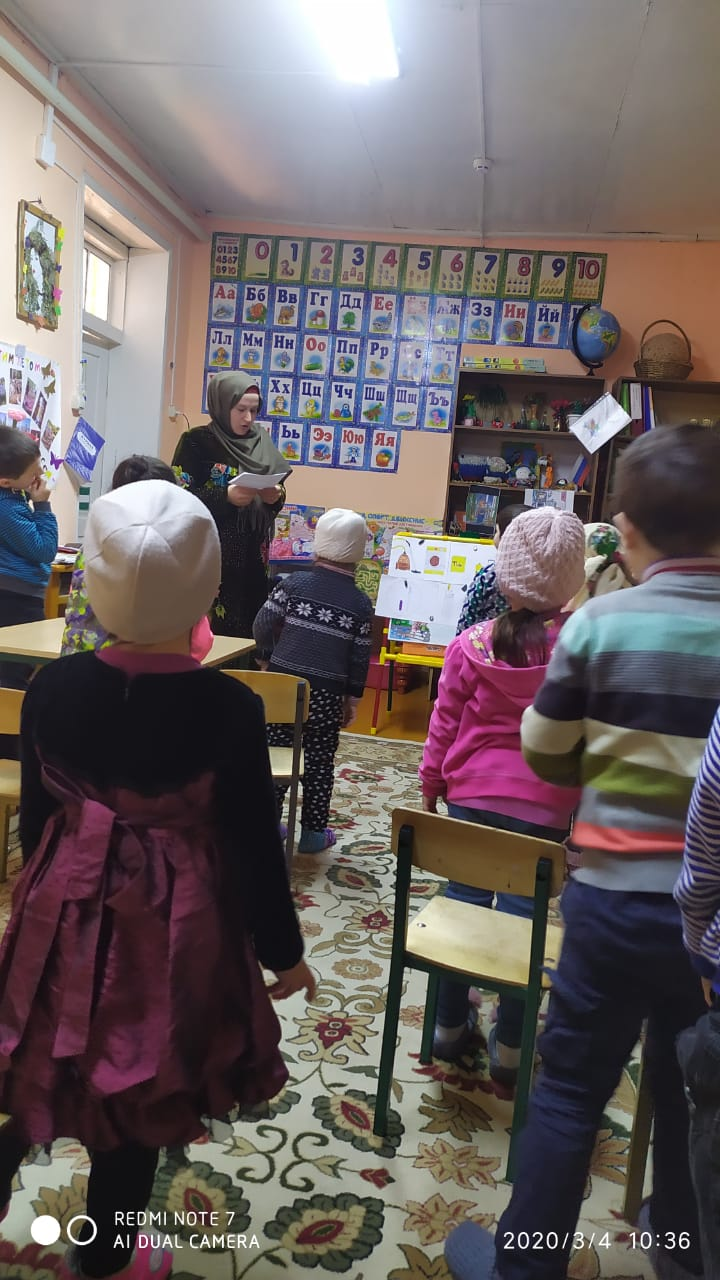 0123
4567
8910
0 1 2 3 4 5 6 7 8 9 10
Аа Бб Вв Гг Дд Ее Жж Зз Ии Йй
Лл Мм Нн Оо Пп Рр Тт
Хх Цц Чч Шш Щщ Ъъ
Ьь Ээ Юю Яя
REDMI NOTE 7
AI DUAL CAMERA
2020/3/4 10:36